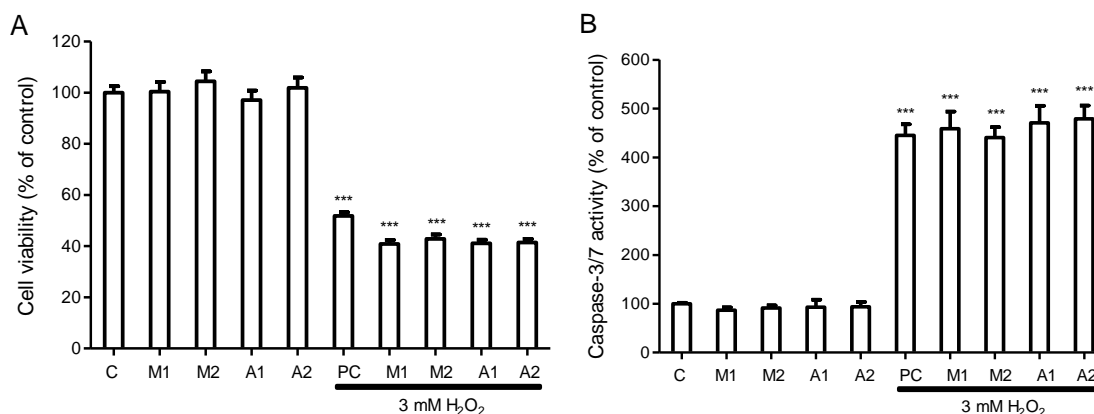 A
Cell viability (% of control)
120
100
80
60
40
20
0
*** *** *** *** ***
C M1 M2 A1 A2 PC M1 M2 A1 A2
3 mM H₂O₂
B
Caspase-3/7 activity (% of control)
600
500
400
300
200
100
0
*** *** *** *** ***
C M1 M2 A1 A2 PC M1 M2 A1 A2
3 mM H₂O₂